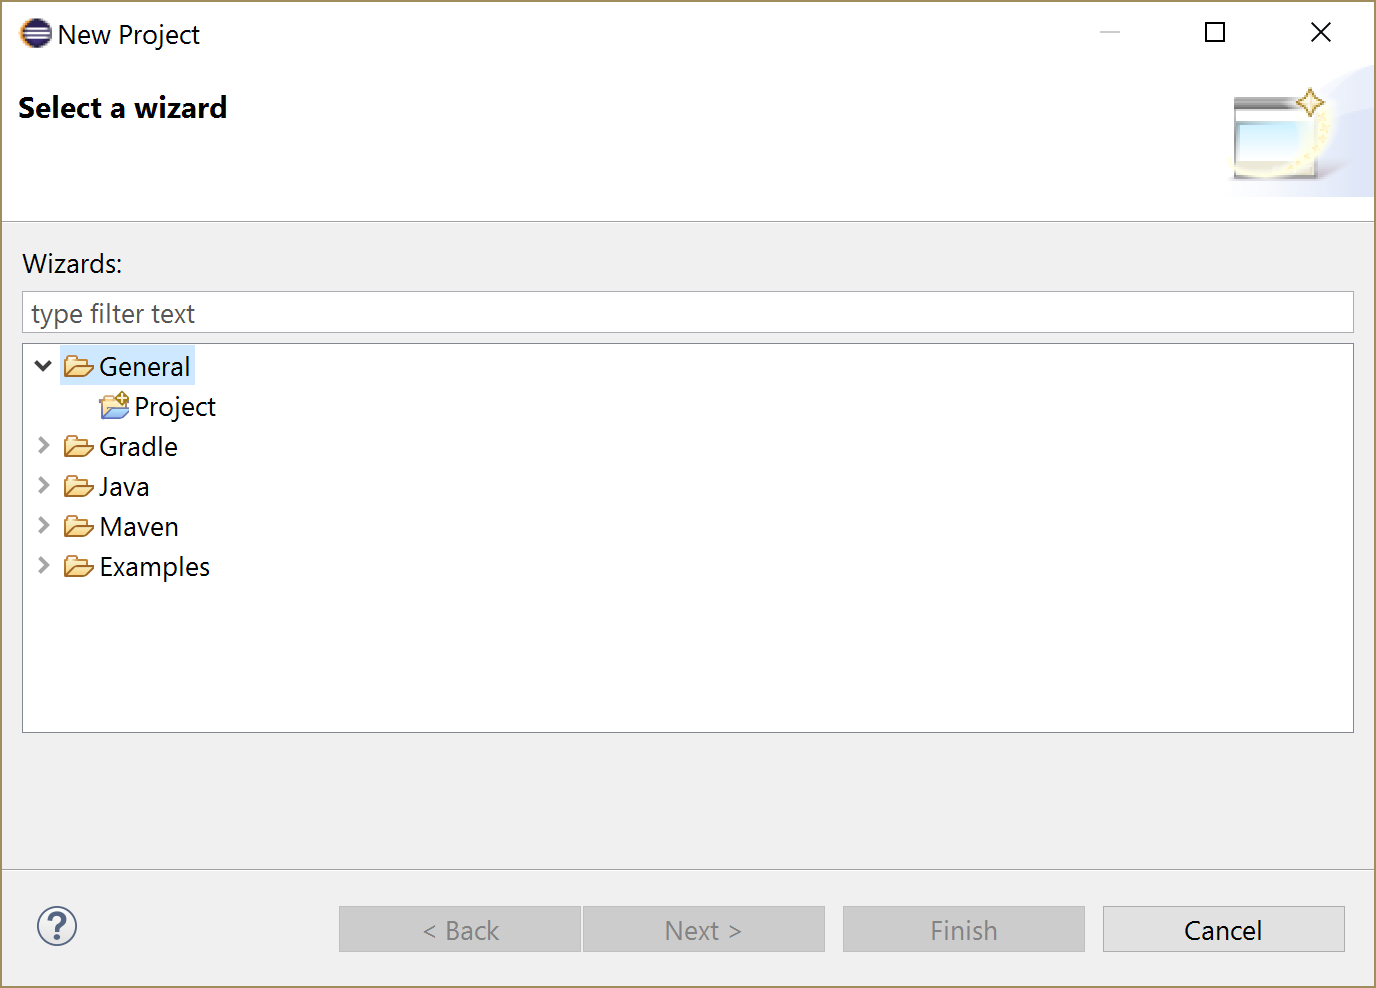 New Project
Select a wizard
Wizards:
type filter text
General
Project
Gradle
Java
Maven
Examples
?
< Back Next > Finish Cancel